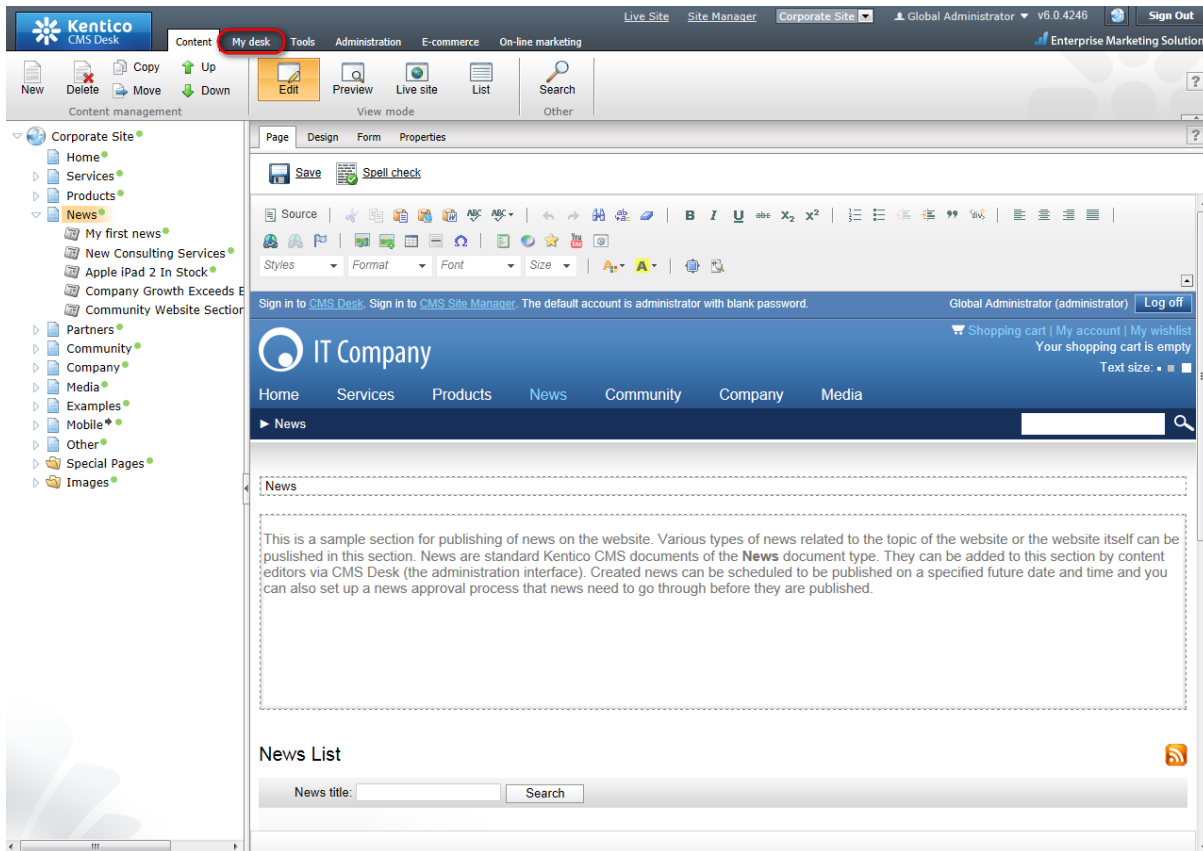 Kentico
CMS Desk
Live Site Site Manager Corporate Site Global Administrator v6.0.4246 Sign Out
Content My desk Tools Administration E-commerce On-line marketing
Enterprise Marketing Solution
New Delete Copy Move Up Down
Content management
Edit Preview Live site List
View mode
Search
Other
?
Corporate Site
Home
Services
Products
News
My first news
New Consulting Services
Apple iPad 2 In Stock
Company Growth Exceeds E
Community Website Section
Partners
Community
Company
Media
Examples
Mobile
Other
Special Pages
Images
Page Design Form Properties
?
Save Spell check
Source ABC ABC B I U abc X₂ X²
Styles Format Font Size A A
Sign in to CMS Desk. Sign in to CMS Site Manager. The default account is administrator with blank password. Global Administrator (administrator) Log off
IT Company
Shopping cart | My account | My wishlist
Your shopping cart is empty
Text size:
Home Services Products News Community Company Media
News
News
This is a sample section for publishing of news on the website. Various types of news related to the topic of the website or the website itself can be
puslished in this section. News are standard Kentico CMS documents of the News document type. They can be added to this section by content
editors via CMS Desk (the administration interface). Created news can be scheduled to be published on a specified future date and time and you
can also set up a news approval process that news need to go through before they are published.
News List
News title: Search